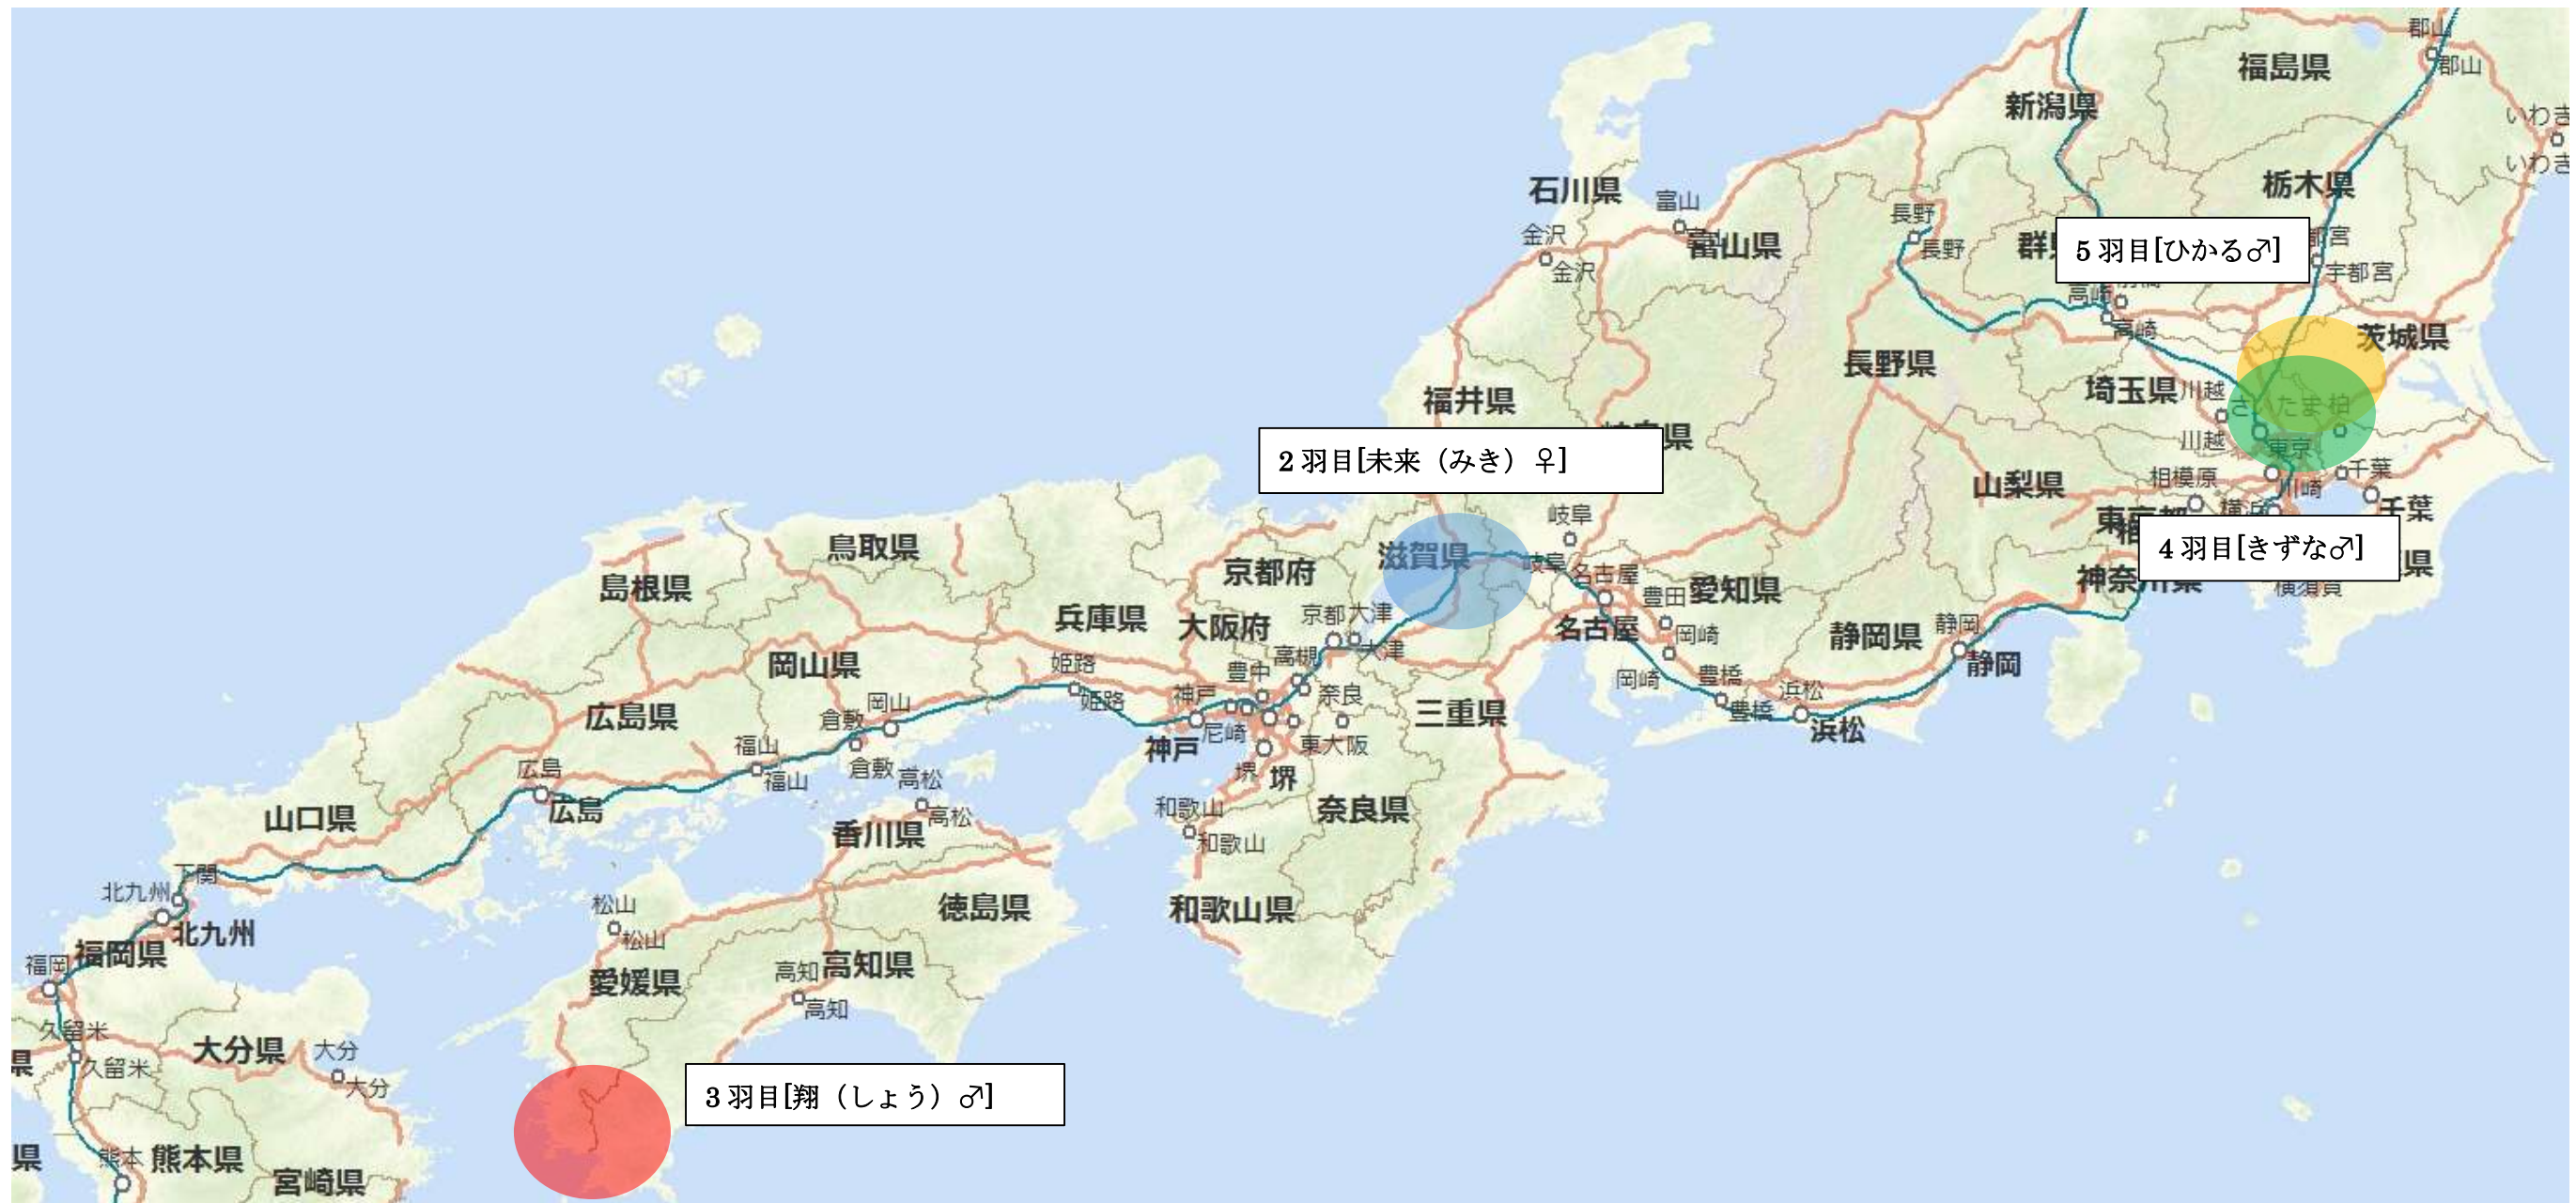 郡山
郡山
福島県
新潟県
いわき
いわき
石川県
栃木県
富山
富山県
長野
長野
金沢
金沢
5 羽目[ひかる♂]
宇都宮
高崎
高崎
茨城県
長野県
埼玉県
川越
さいたま
柏
川越
東京
福井県
2 羽目[未来（みき）♀]
山梨県
相模原
川崎
千葉
千葉
岐阜
岐阜
鳥取県
滋賀県
4 羽目[きずな♂]
神奈川県
横須賀
島根県
京都府
名古屋
豊田
愛知県
兵庫県
大阪府
京都
大津
大津
名古屋
岡崎
岡崎
静岡県
静岡
静岡
岡山県
姫路
姫路
豊中
高槻
神戸
奈良
三重県
豊橋
豊橋
浜松
浜松
広島県
岡山
倉敷
倉敷
尼崎
東大阪
神戸
福山
福山
堺
堺
広島
広島
高松
高松
和歌山
和歌山
奈良県
山口県
香川県
下関
北九州
北九州
松山
松山
徳島県
和歌山県
福岡
福岡県
愛媛県
高知
高知県
高知
久留米
久留米
大分県
大分
大分
県
3 羽目[翔（しょう）♂]
県
熊本
熊本県
宮崎県